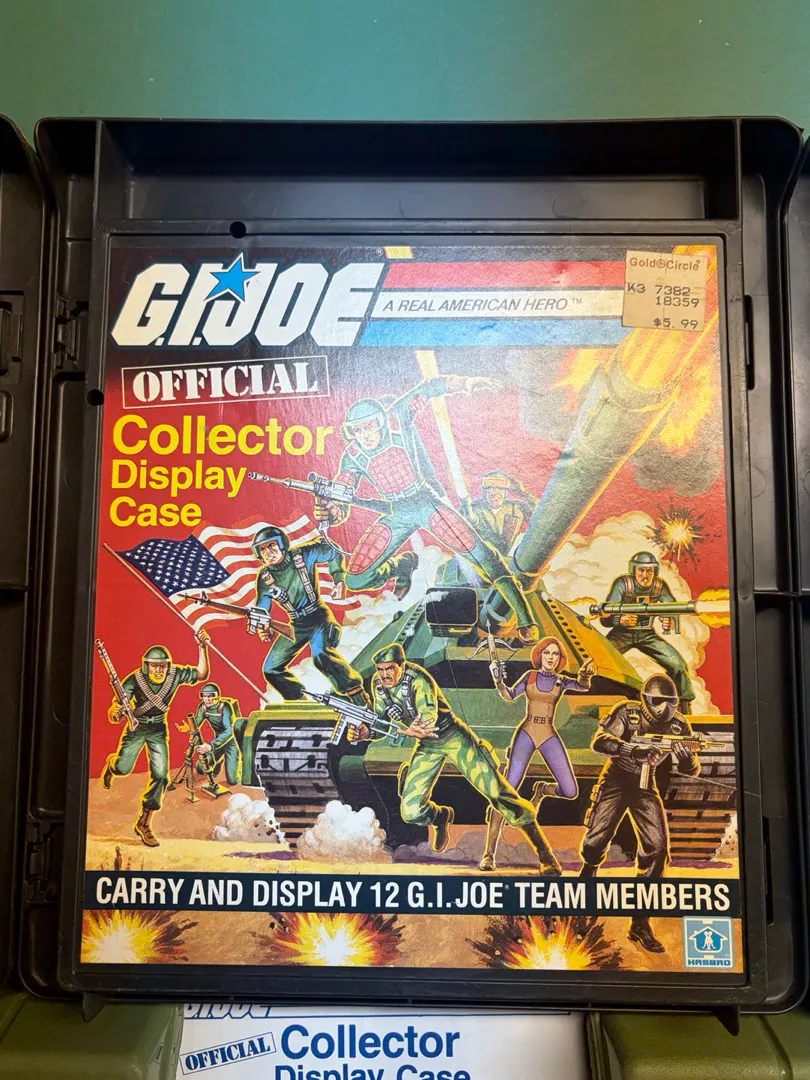 G.I. JOE
A REAL AMERICAN HERO™
Gold Circle®
K3 7382
18359
$5.99
OFFICIAL
Collector
Display
Case
CARRY AND DISPLAY 12 G.I. JOE® TEAM MEMBERS
HASBRO
G.I. JOE
OFFICIAL Collector
Display Case